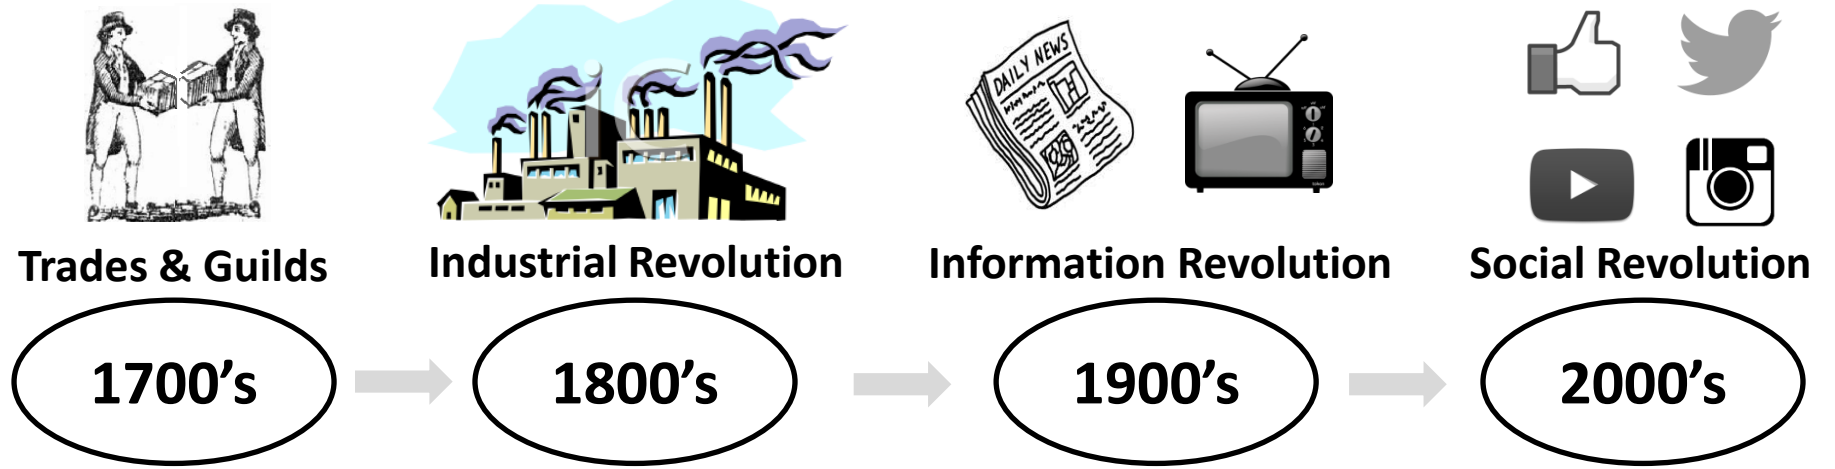 DAILY NEWS
Trades & Guilds
Industrial Revolution
Information Revolution
Social Revolution
1700's
1800's
1900's
2000's